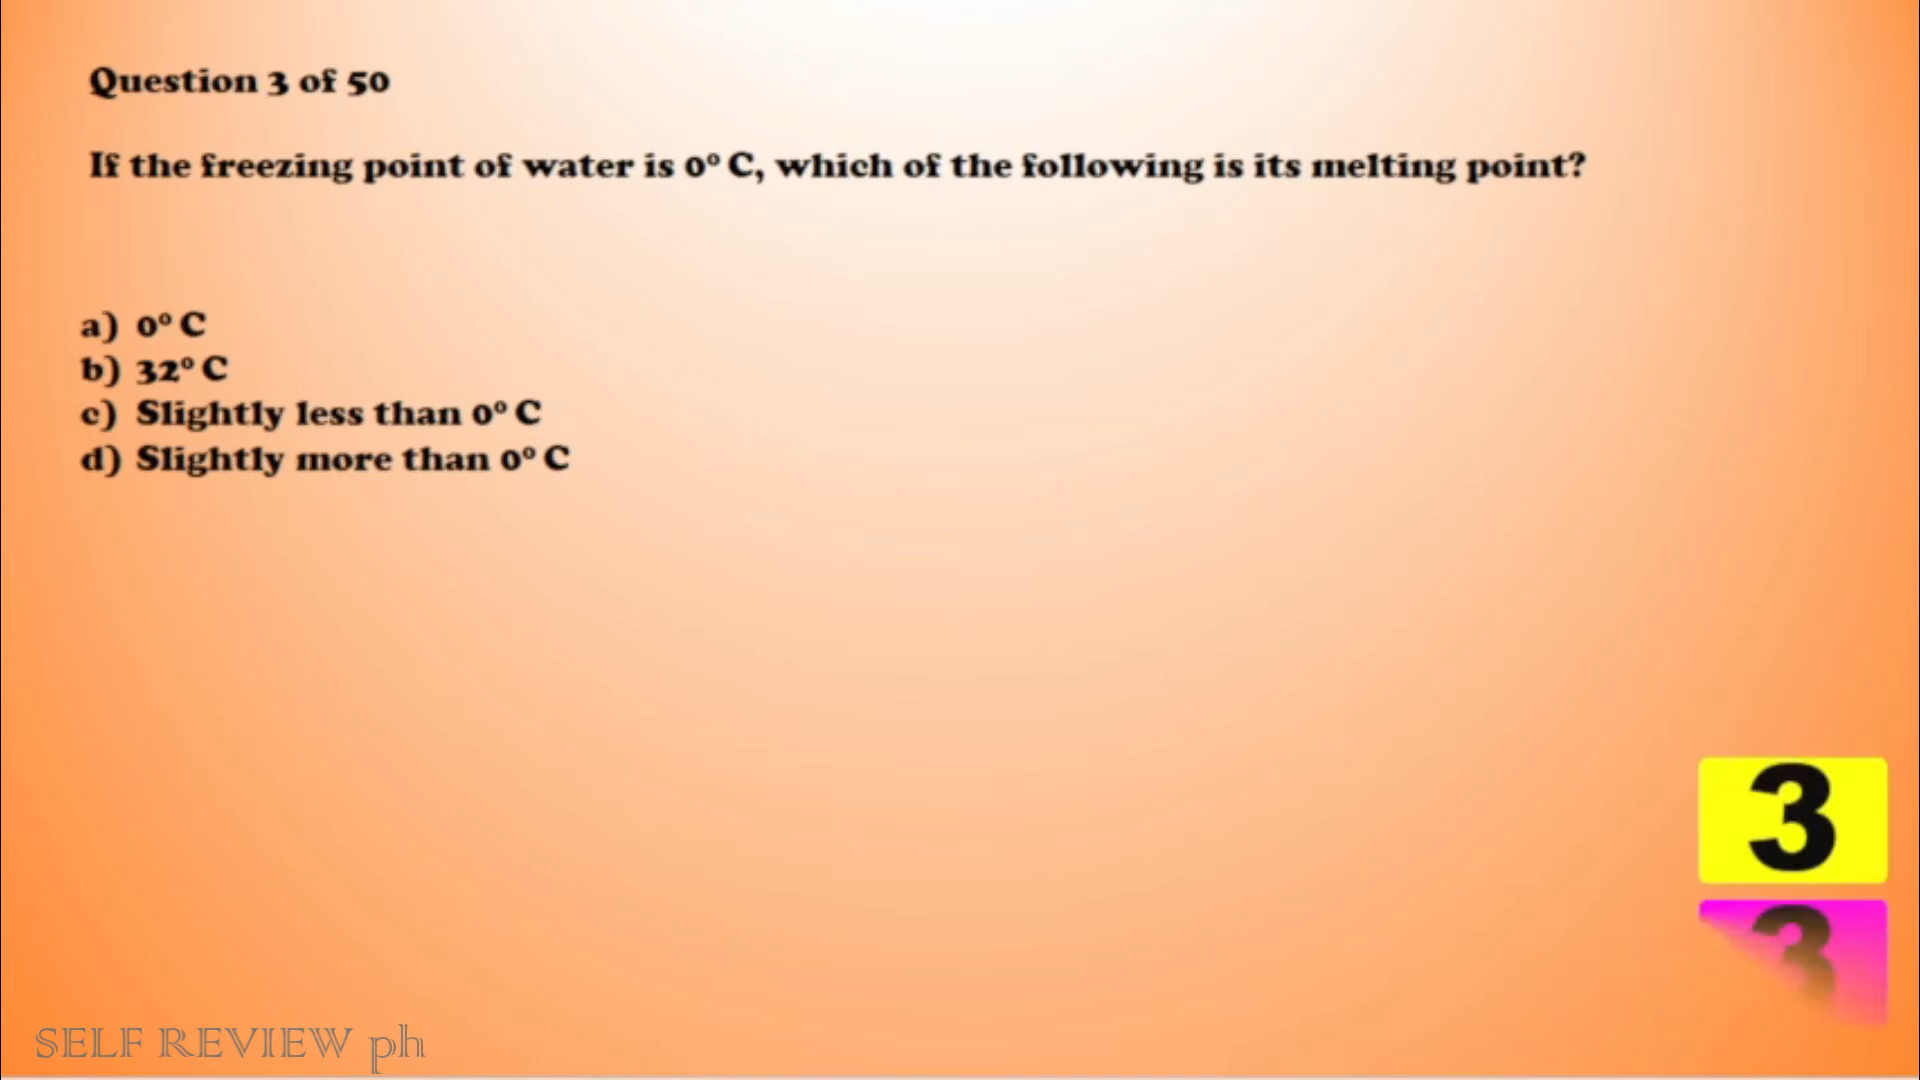 Question 3 of 50
If the freezing point of water is 0° C, which of the following is its melting point?
a) 0° C
b) 32° C
c) Slightly less than 0° C
d) Slightly more than 0° C
3
3
SELF REVIEW ph